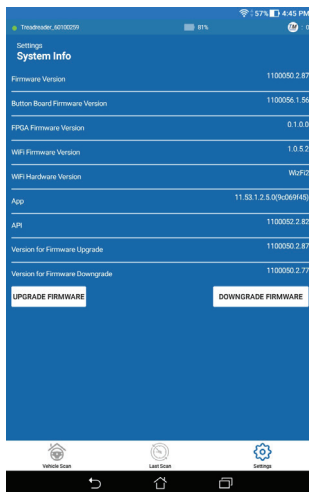 57% 4:45 PM
Treadreader_60100259 81% 0
Settings
System Info
Firmware Version 1100050.2.87
Button Board Firmware Version 1100056.1.56
FPGA Firmware Version 0.1.0.0
WiFi Firmware Version 1.0.5.2
WiFi Hardware Version WizFi2
App 11.53.1.2.5.0(9c069f45)
API 1100052.2.82
Version for Firmware Upgrade 1100050.2.87
Version for Firmware Downgrade 1100050.2.77
UPGRADE FIRMWARE DOWNGRADE FIRMWARE
Vehicle Scan Last Scan Settings